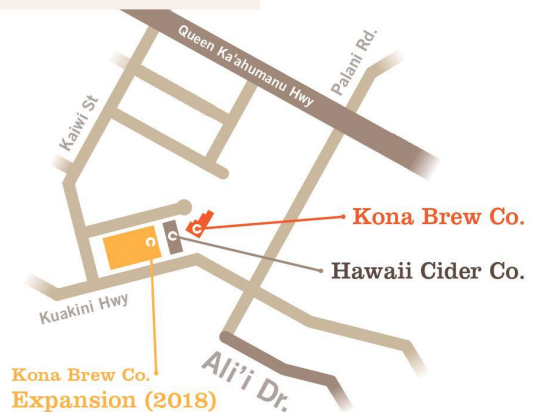 Queen Ka'ahumanu Hwy
Palani Rd.
Kaiwi St
Kona Brew Co.
Hawaii Cider Co.
Kuakini Hwy
Ali'i Dr.
Kona Brew Co.
Expansion (2018)